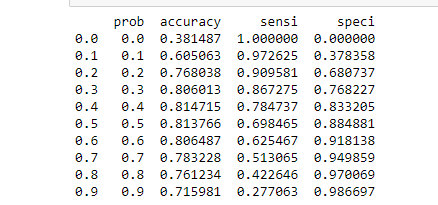 prob accuracy sensi speci
0.0 0.0 0.381487 1.000000 0.000000
0.1 0.1 0.605063 0.972625 0.378358
0.2 0.2 0.768038 0.909581 0.680737
0.3 0.3 0.806013 0.867275 0.768227
0.4 0.4 0.814715 0.784737 0.833205
0.5 0.5 0.813766 0.698465 0.884881
0.6 0.6 0.806487 0.625467 0.918138
0.7 0.7 0.783228 0.513065 0.949859
0.8 0.8 0.761234 0.422646 0.970069
0.9 0.9 0.715981 0.277063 0.986697